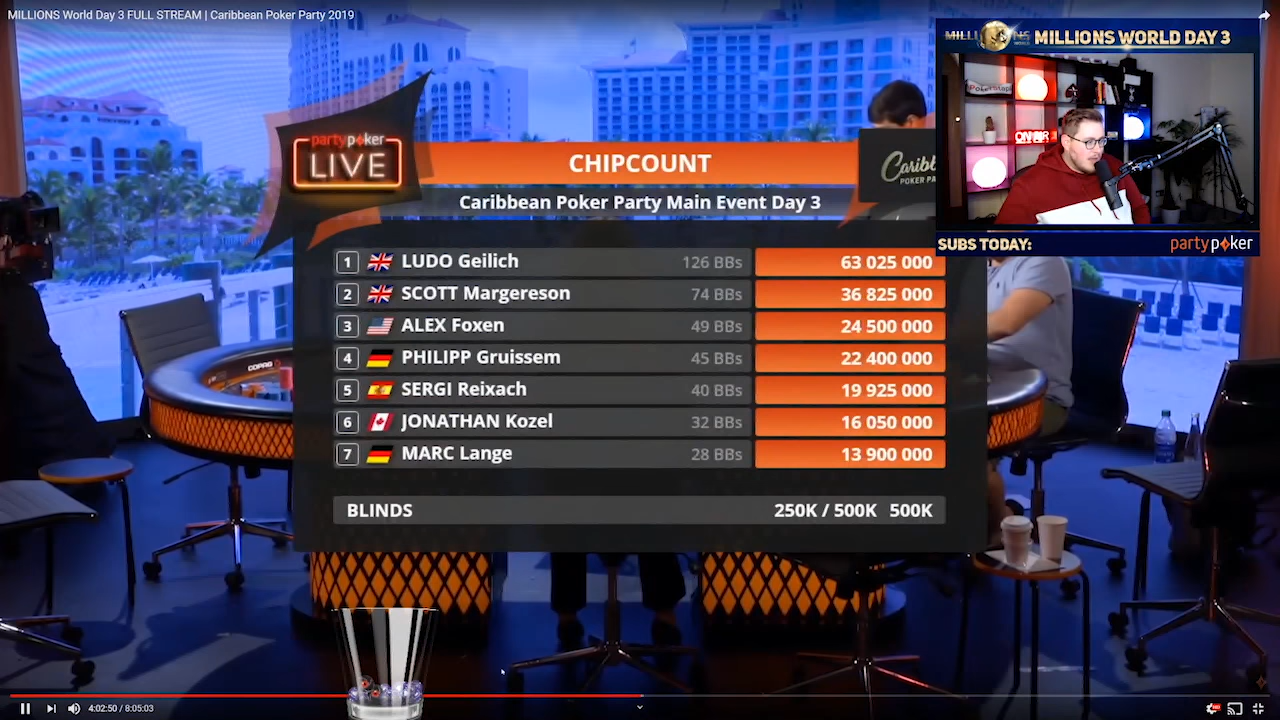 MILLIONS World Day 3 FULL STREAM | Caribbean Poker Party 2019
MILLIONS WORLD DAY 3
ON AIR
SUBS TODAY:
partypoker
partypoker
LIVE
CHIPCOUNT
Caribbean Poker Party Main Event Day 3
1 LUDO Geilich 126 BBs 63 025 000
2 SCOTT Margereson 74 BBs 36 825 000
3 ALEX Foxen 49 BBs 24 500 000
4 PHILIPP Gruissem 45 BBs 22 400 000
5 SERGI Reixach 40 BBs 19 925 000
6 JONATHAN Kozel 32 BBs 16 050 000
7 MARC Lange 28 BBs 13 900 000
BLINDS 250K / 500K 500K
COPAG
4:02:50 / 8:05:03